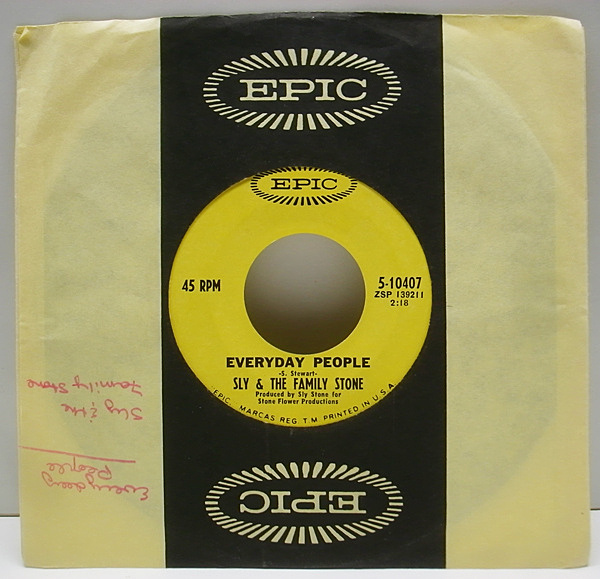 EPIC
EPIC
45 RPM
5-10407
ZSP 139211
2:18
EVERYDAY PEOPLE
-S. Stewart-
SLY & THE FAMILY STONE
Produced by Sly Stone for
Stone Flower Productions
EPIC, MARCAS REG. T.M. PRINTED IN U.S.A.
Everyday
People
Sly & the
Family Stone
EPIC